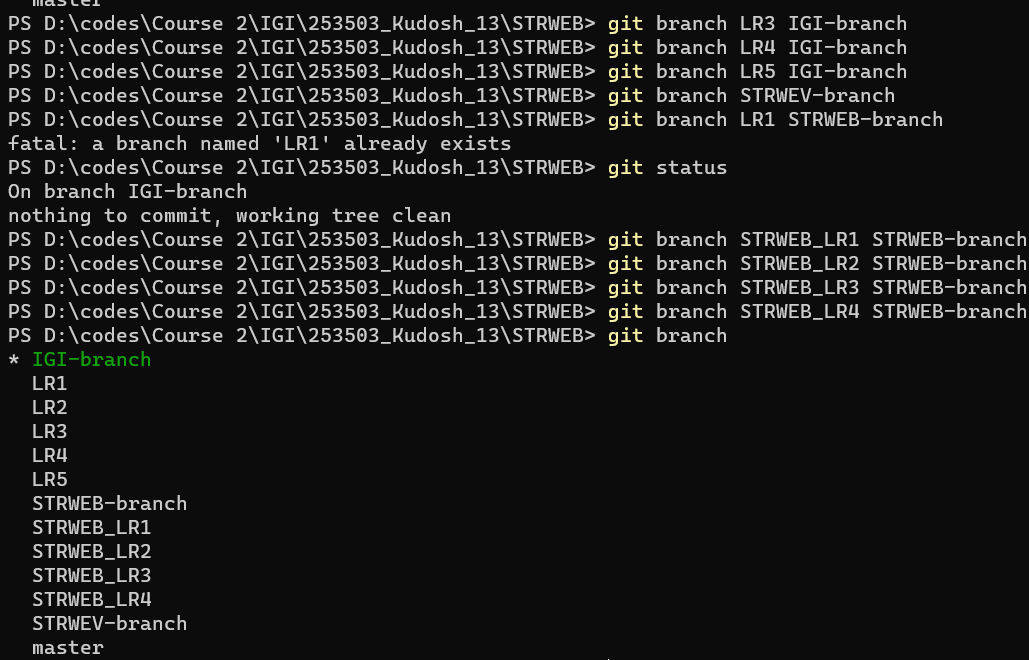 master
PS D:\codes\Course 2\IGI\253503_Kudosh_13\STRWEB> git branch LR3 IGI-branch
PS D:\codes\Course 2\IGI\253503_Kudosh_13\STRWEB> git branch LR4 IGI-branch
PS D:\codes\Course 2\IGI\253503_Kudosh_13\STRWEB> git branch LR5 IGI-branch
PS D:\codes\Course 2\IGI\253503_Kudosh_13\STRWEB> git branch STRWEV-branch
PS D:\codes\Course 2\IGI\253503_Kudosh_13\STRWEB> git branch LR1 STRWEB-branch
fatal: a branch named 'LR1' already exists
PS D:\codes\Course 2\IGI\253503_Kudosh_13\STRWEB> git status
On branch IGI-branch
nothing to commit, working tree clean
PS D:\codes\Course 2\IGI\253503_Kudosh_13\STRWEB> git branch STRWEB_LR1 STRWEB-branch
PS D:\codes\Course 2\IGI\253503_Kudosh_13\STRWEB> git branch STRWEB_LR2 STRWEB-branch
PS D:\codes\Course 2\IGI\253503_Kudosh_13\STRWEB> git branch STRWEB_LR3 STRWEB-branch
PS D:\codes\Course 2\IGI\253503_Kudosh_13\STRWEB> git branch STRWEB_LR4 STRWEB-branch
PS D:\codes\Course 2\IGI\253503_Kudosh_13\STRWEB> git branch
* IGI-branch
  LR1
  LR2
  LR3
  LR4
  LR5
  STRWEB-branch
  STRWEB_LR1
  STRWEB_LR2
  STRWEB_LR3
  STRWEB_LR4
  STRWEV-branch
  master